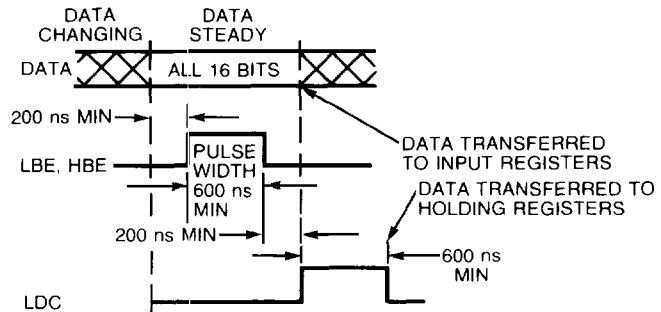 DATA CHANGING
DATA STEADY
DATA
ALL 16 BITS
200 ns MIN
LBE, HBE
PULSE WIDTH 600 ns MIN
DATA TRANSFERRED TO INPUT REGISTERS
DATA TRANSFERRED TO HOLDING REGISTERS
200 ns MIN
600 ns MIN
LDC